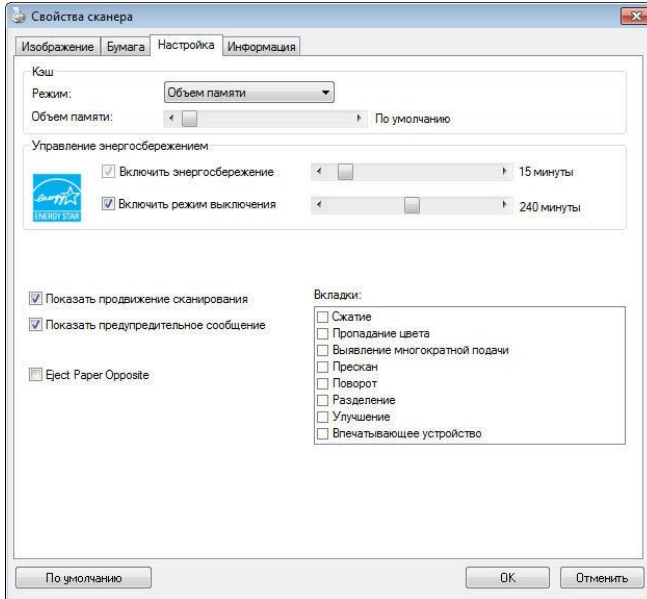 Свойства сканера
Изображение Бумага Настройка Информация
Кэш
Режим: Объем памяти
Объем памяти: По умолчанию
Управление энергосбережением
Включить энергосбережение 15 минуты
Включить режим выключения 240 минуты
energy
ENERGY STAR
Показать продвижение сканирования
Показать предупредительное сообщение
Eject Paper Opposite
Вкладки:
Сжатие
Пропадание цвета
Выявление многократной подачи
Прескан
Поворот
Разделение
Улучшение
Впечатывающее устройство
По умолчанию OK Отменить